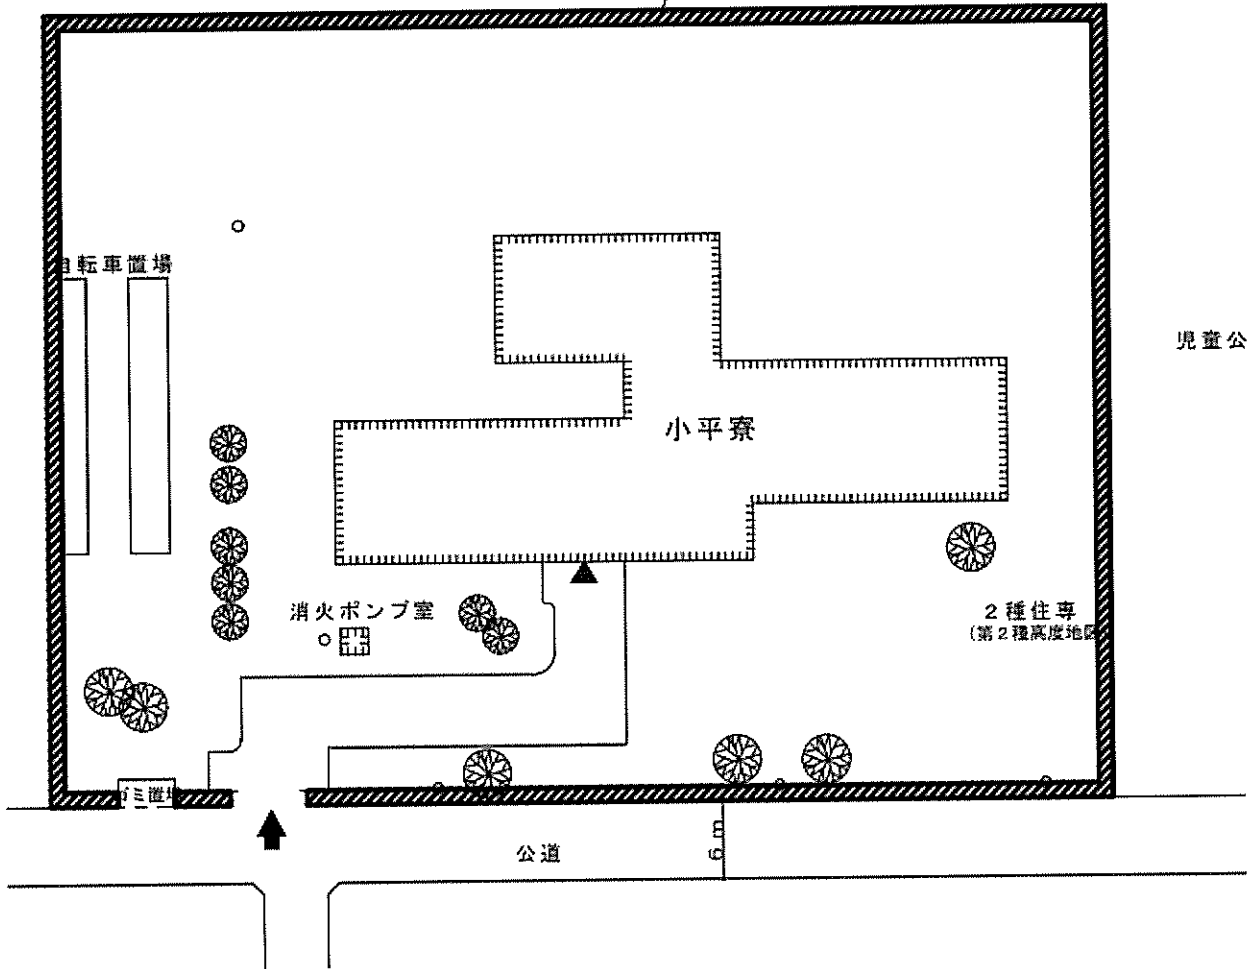 自転車置場
児童公
小平寮
消火ポンプ室
2種住専
(第2種高度地区
ゴミ置場
公道
6m